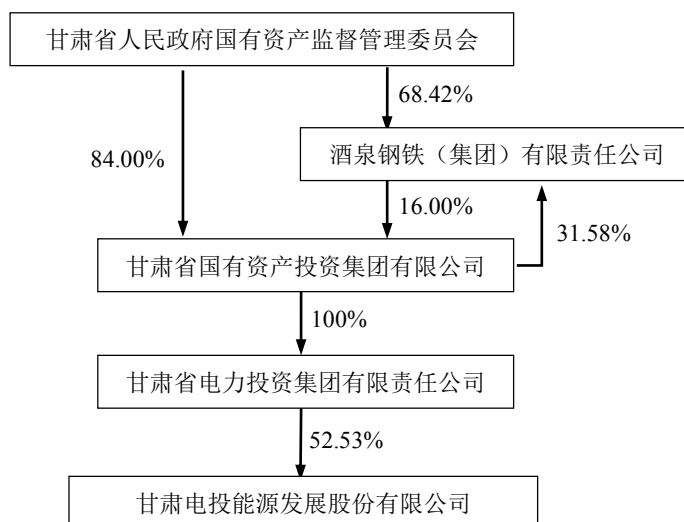 甘肃省人民政府国有资产监督管理委员会
68.42%
84.00%
酒泉钢铁（集团）有限责任公司
16.00%
31.58%
甘肃省国有资产投资集团有限公司
100%
甘肃省电力投资集团有限责任公司
52.53%
甘肃电投能源发展股份有限公司